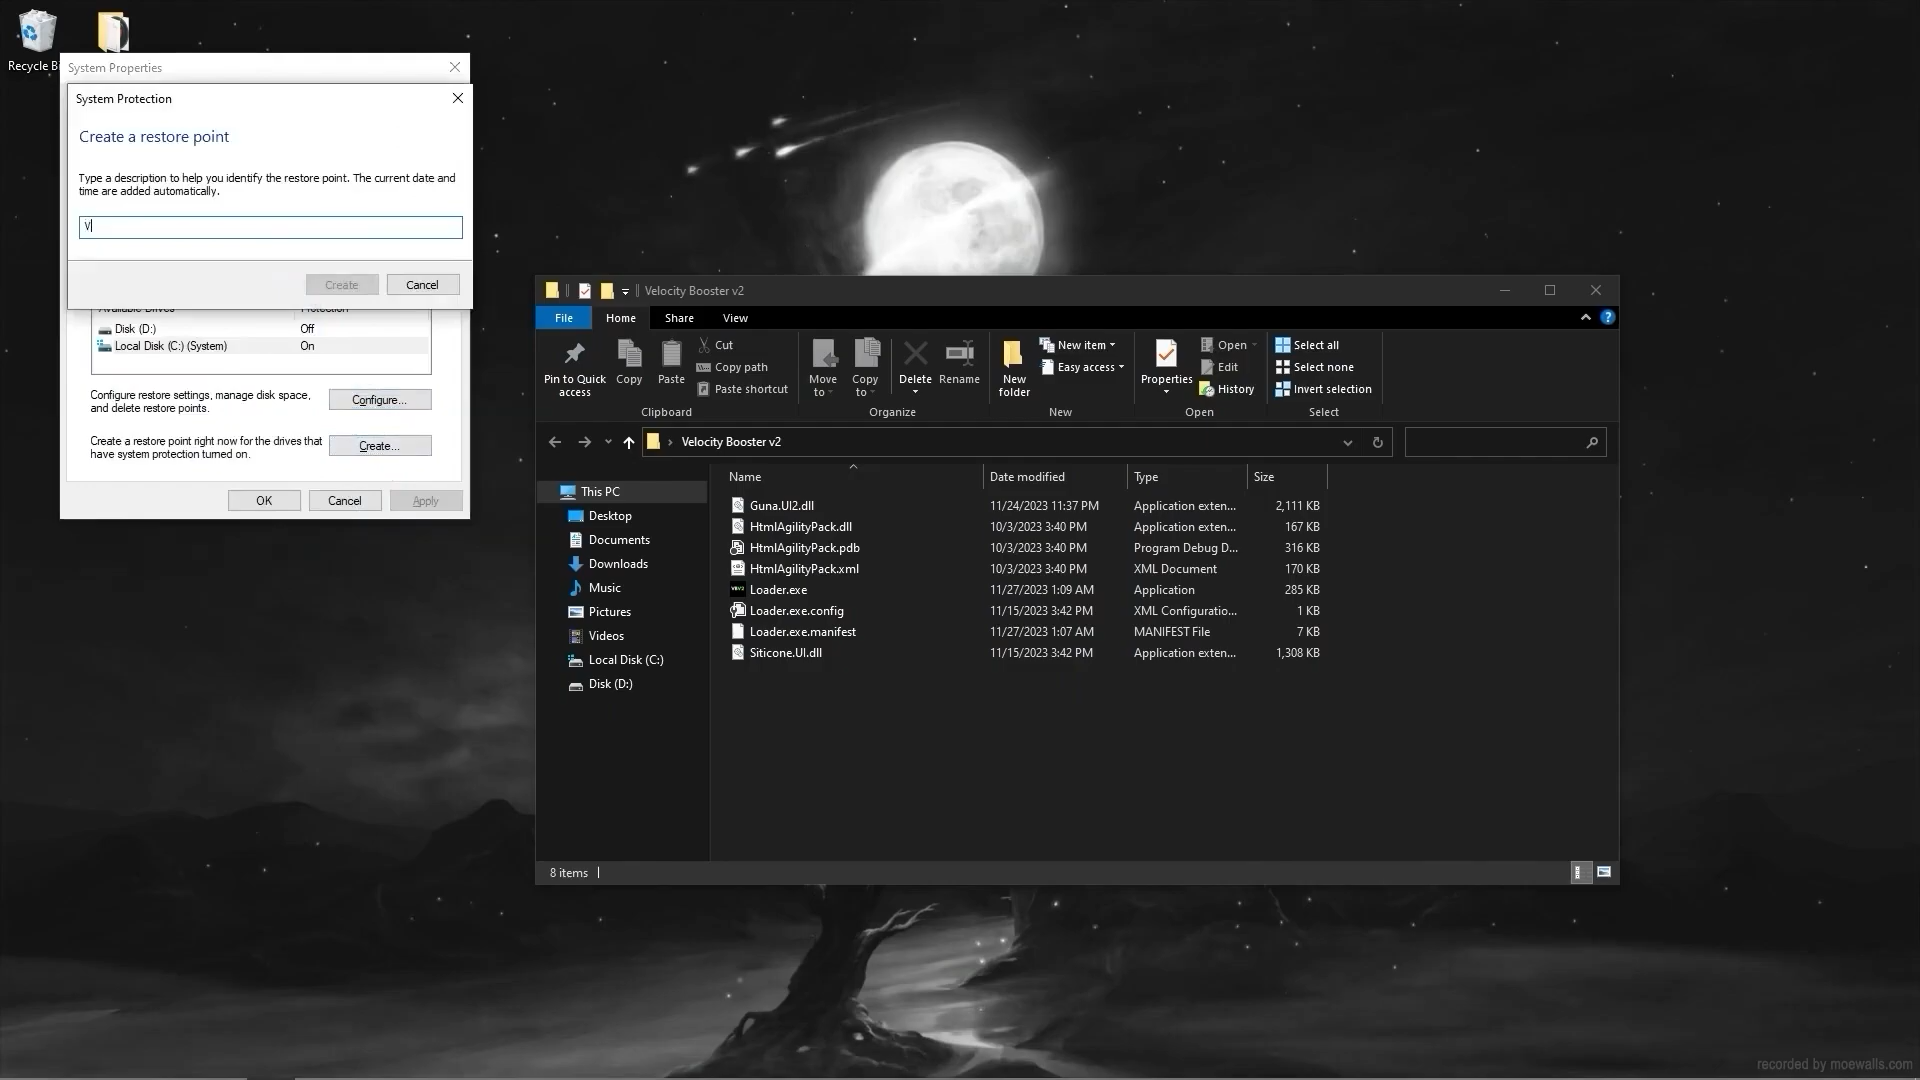 Recycle Bi
System Properties
System Protection
Create a restore point
Type a description to help you identify the restore point. The current date and
time are added automatically.
V
Create
Cancel
Available Drives
Protection
Disk (D:)
Off
Local Disk (C:) (System)
On
Configure restore settings, manage disk space,
and delete restore points.
Configure...
Create a restore point right now for the drives that
have system protection turned on.
Create...
OK
Cancel
Apply
Velocity Booster v2
File
Home
Share
View
Pin to Quick
access
Copy
Paste
Cut
Copy path
Paste shortcut
Clipboard
Move
to
Copy
to
Delete
Rename
Organize
New
folder
New item
Easy access
New
Properties
Open
Edit
History
Open
Select all
Select none
Invert selection
Select
Velocity Booster v2
This PC
Desktop
Documents
Downloads
Music
Pictures
Videos
Local Disk (C:)
Disk (D:)
Name Date modified Type Size
Guna.UI2.dll 11/24/2023 11:37 PM Application exten... 2,111 KB
HtmlAgilityPack.dll 10/3/2023 3:40 PM Application exten... 167 KB
HtmlAgilityPack.pdb 10/3/2023 3:40 PM Program Debug D... 316 KB
HtmlAgilityPack.xml 10/3/2023 3:40 PM XML Document 170 KB
Loader.exe 11/27/2023 1:09 AM Application 285 KB
Loader.exe.config 11/15/2023 3:42 PM XML Configuratio... 1 KB
Loader.exe.manifest 11/27/2023 1:07 AM MANIFEST File 7 KB
Siticone.UI.dll 11/15/2023 3:42 PM Application exten... 1,308 KB
8 items
recorded by moewalls.com